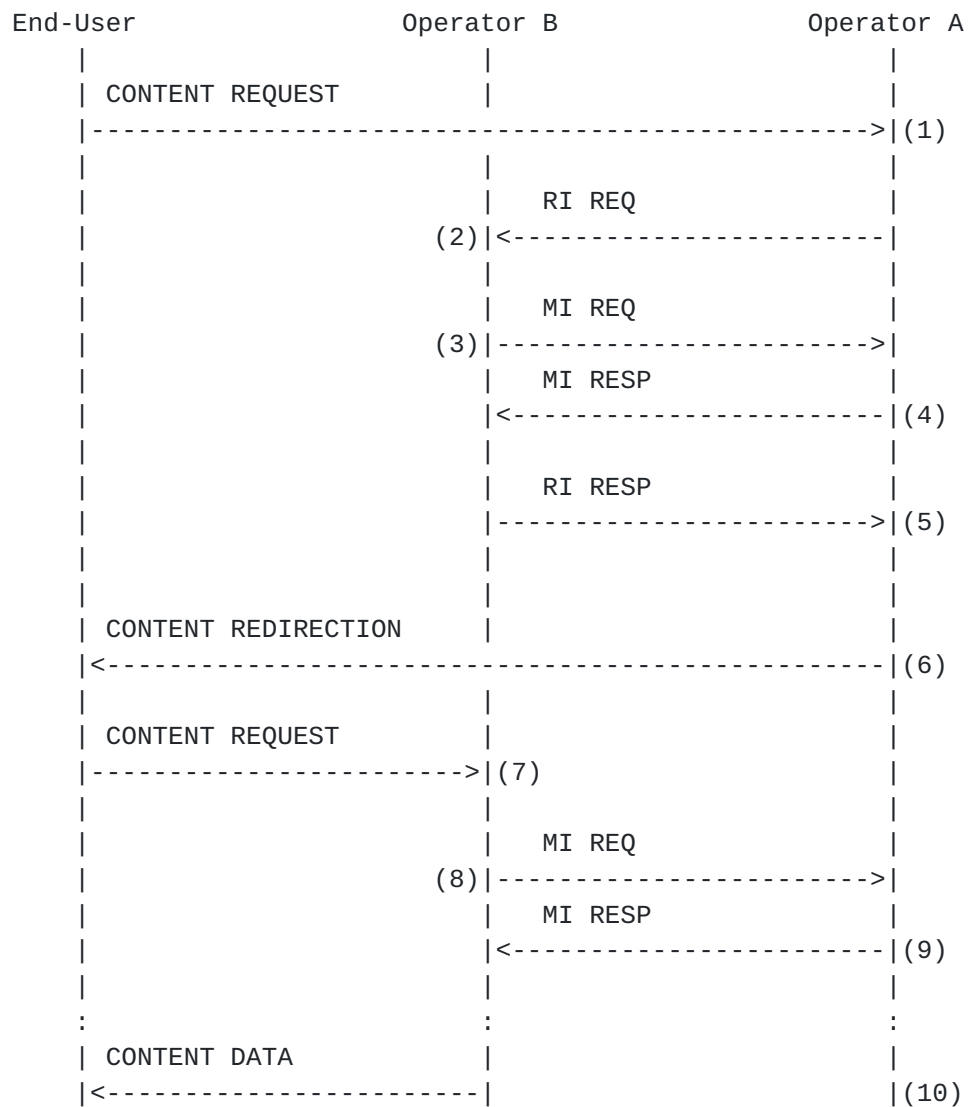 End-User Operator B Operator A
CONTENT REQUEST
(1)
RI REQ
(2)
MI REQ
(3)
MI RESP
(4)
RI RESP
(5)
CONTENT REDIRECTION
(6)
CONTENT REQUEST
(7)
MI REQ
(8)
MI RESP
(9)
: : :
CONTENT DATA
(10)